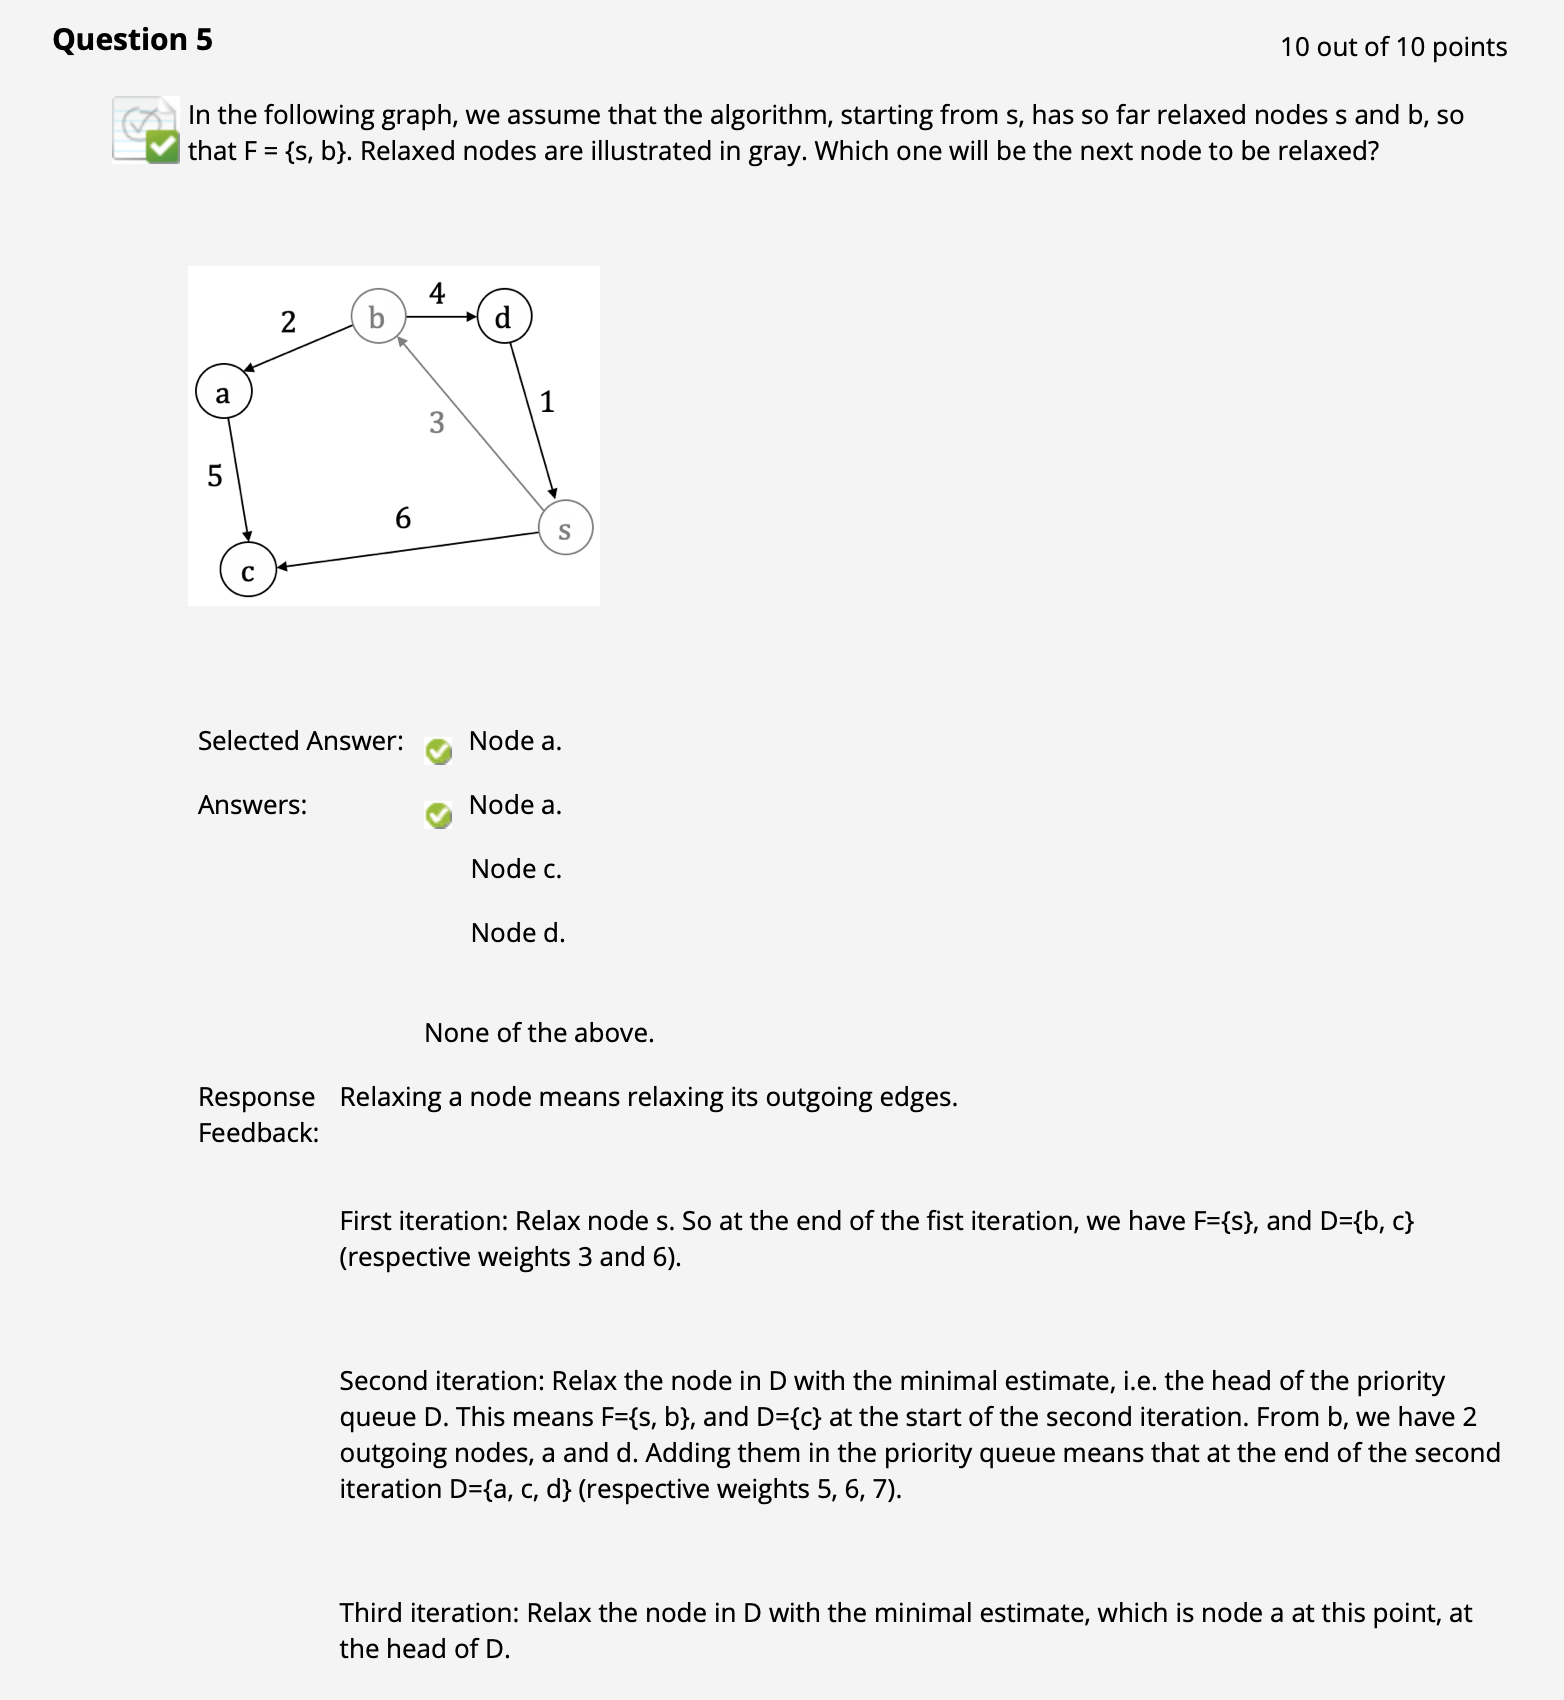 Question 5
10 out of 10 points
In the following graph, we assume that the algorithm, starting from s, has so far relaxed nodes s and b, so
that F = {s, b}. Relaxed nodes are illustrated in gray. Which one will be the next node to be relaxed?
4
2
b
d
a
1
3
5
6
s
c
Selected Answer: Node a.
Answers: Node a.
Node c.
Node d.
None of the above.
Response Relaxing a node means relaxing its outgoing edges.
Feedback:
First iteration: Relax node s. So at the end of the fist iteration, we have F={s}, and D={b, c}
(respective weights 3 and 6).
Second iteration: Relax the node in D with the minimal estimate, i.e. the head of the priority
queue D. This means F={s, b}, and D={c} at the start of the second iteration. From b, we have 2
outgoing nodes, a and d. Adding them in the priority queue means that at the end of the second
iteration D={a, c, d} (respective weights 5, 6, 7).
Third iteration: Relax the node in D with the minimal estimate, which is node a at this point, at
the head of D.